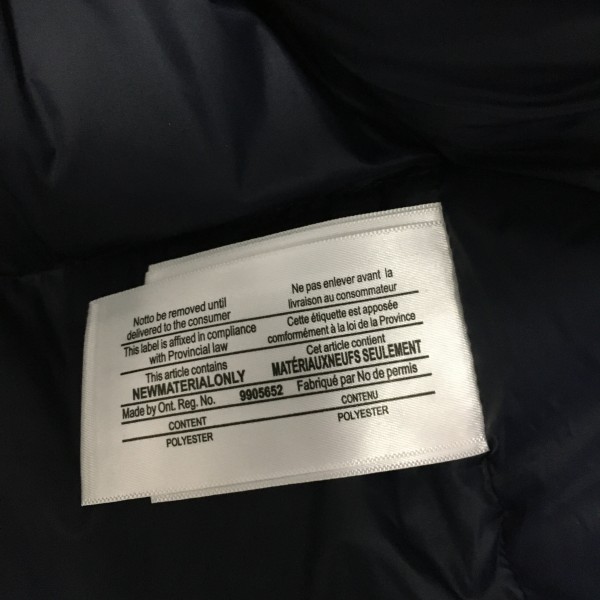 Notto be removed until
delivered to the consumer
This label is affixed in compliance
with Provincial law
This article contains
NEWMATERIALONLY
Made by Ont. Reg. No.
CONTENT
POLYESTER
9905652
Ne pas enlever avant la
livraison au consommateur
Cette étiquette est apposée
conformément à la loi de la Province
Cet article contient
MATÉRIAUXNEUFS SEULEMENT
Fabriqué par No de permis
CONTENU
POLYESTER